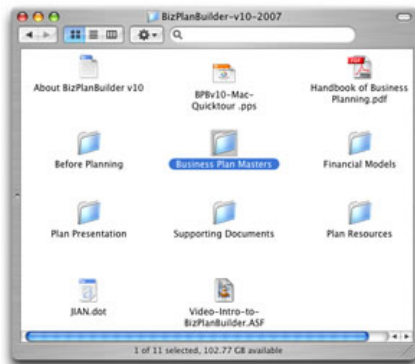 BizPlanBuilder-v10-2007
About BizPlanBuilder v10
BPBv10-Mac-
Quicktour .pps
PDF
Handbook of Business
Planning.pdf
Before Planning
Business Plan Masters
Financial Models
Plan Presentation
Supporting Documents
Plan Resources
JIAN.dot
Video-Intro-to-
BizPlanBuilder.ASF
1 of 11 selected, 102.77 GB available